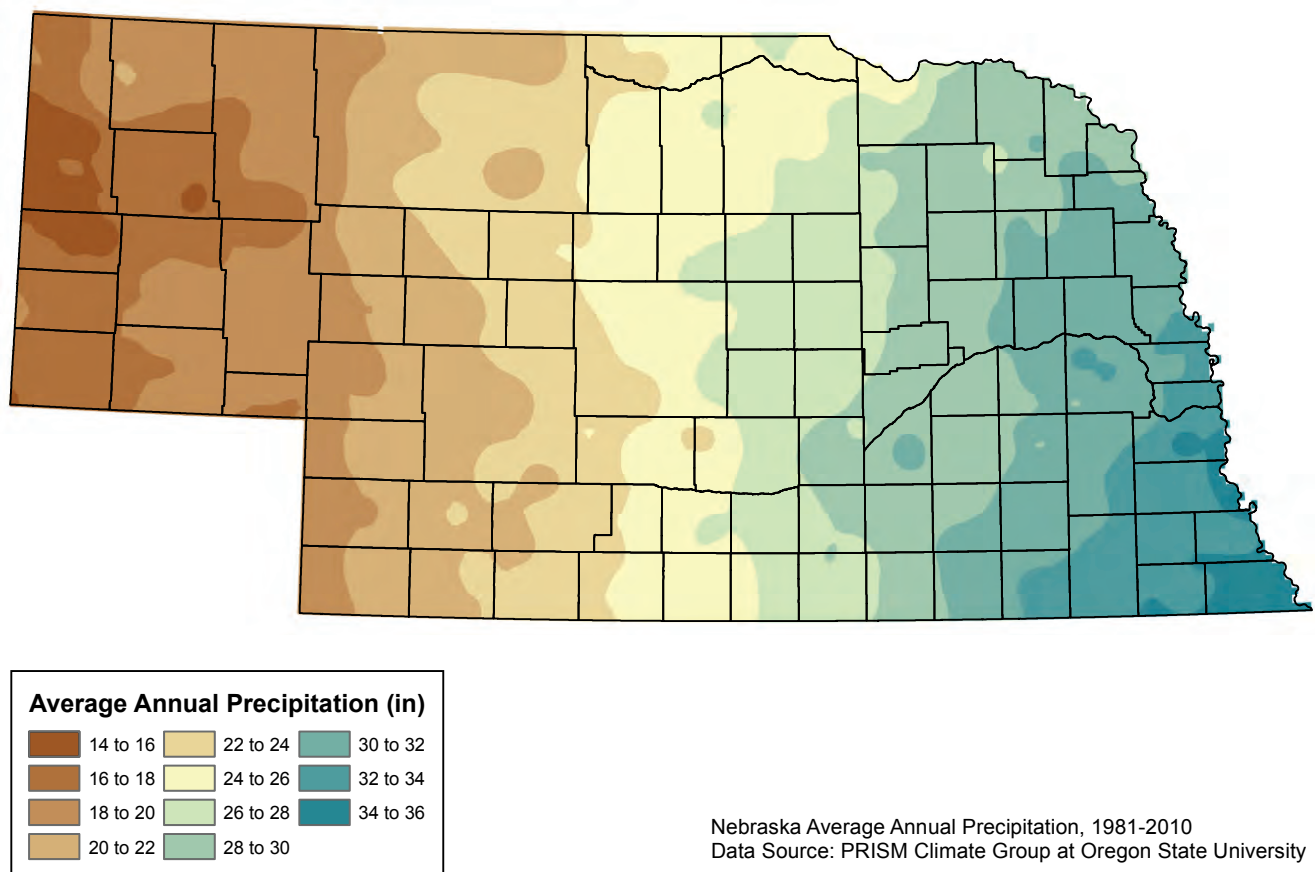 Average Annual Precipitation (in)
14 to 16
16 to 18
18 to 20
20 to 22
22 to 24
24 to 26
26 to 28
28 to 30
30 to 32
32 to 34
34 to 36
Nebraska Average Annual Precipitation, 1981-2010
Data Source: PRISM Climate Group at Oregon State University